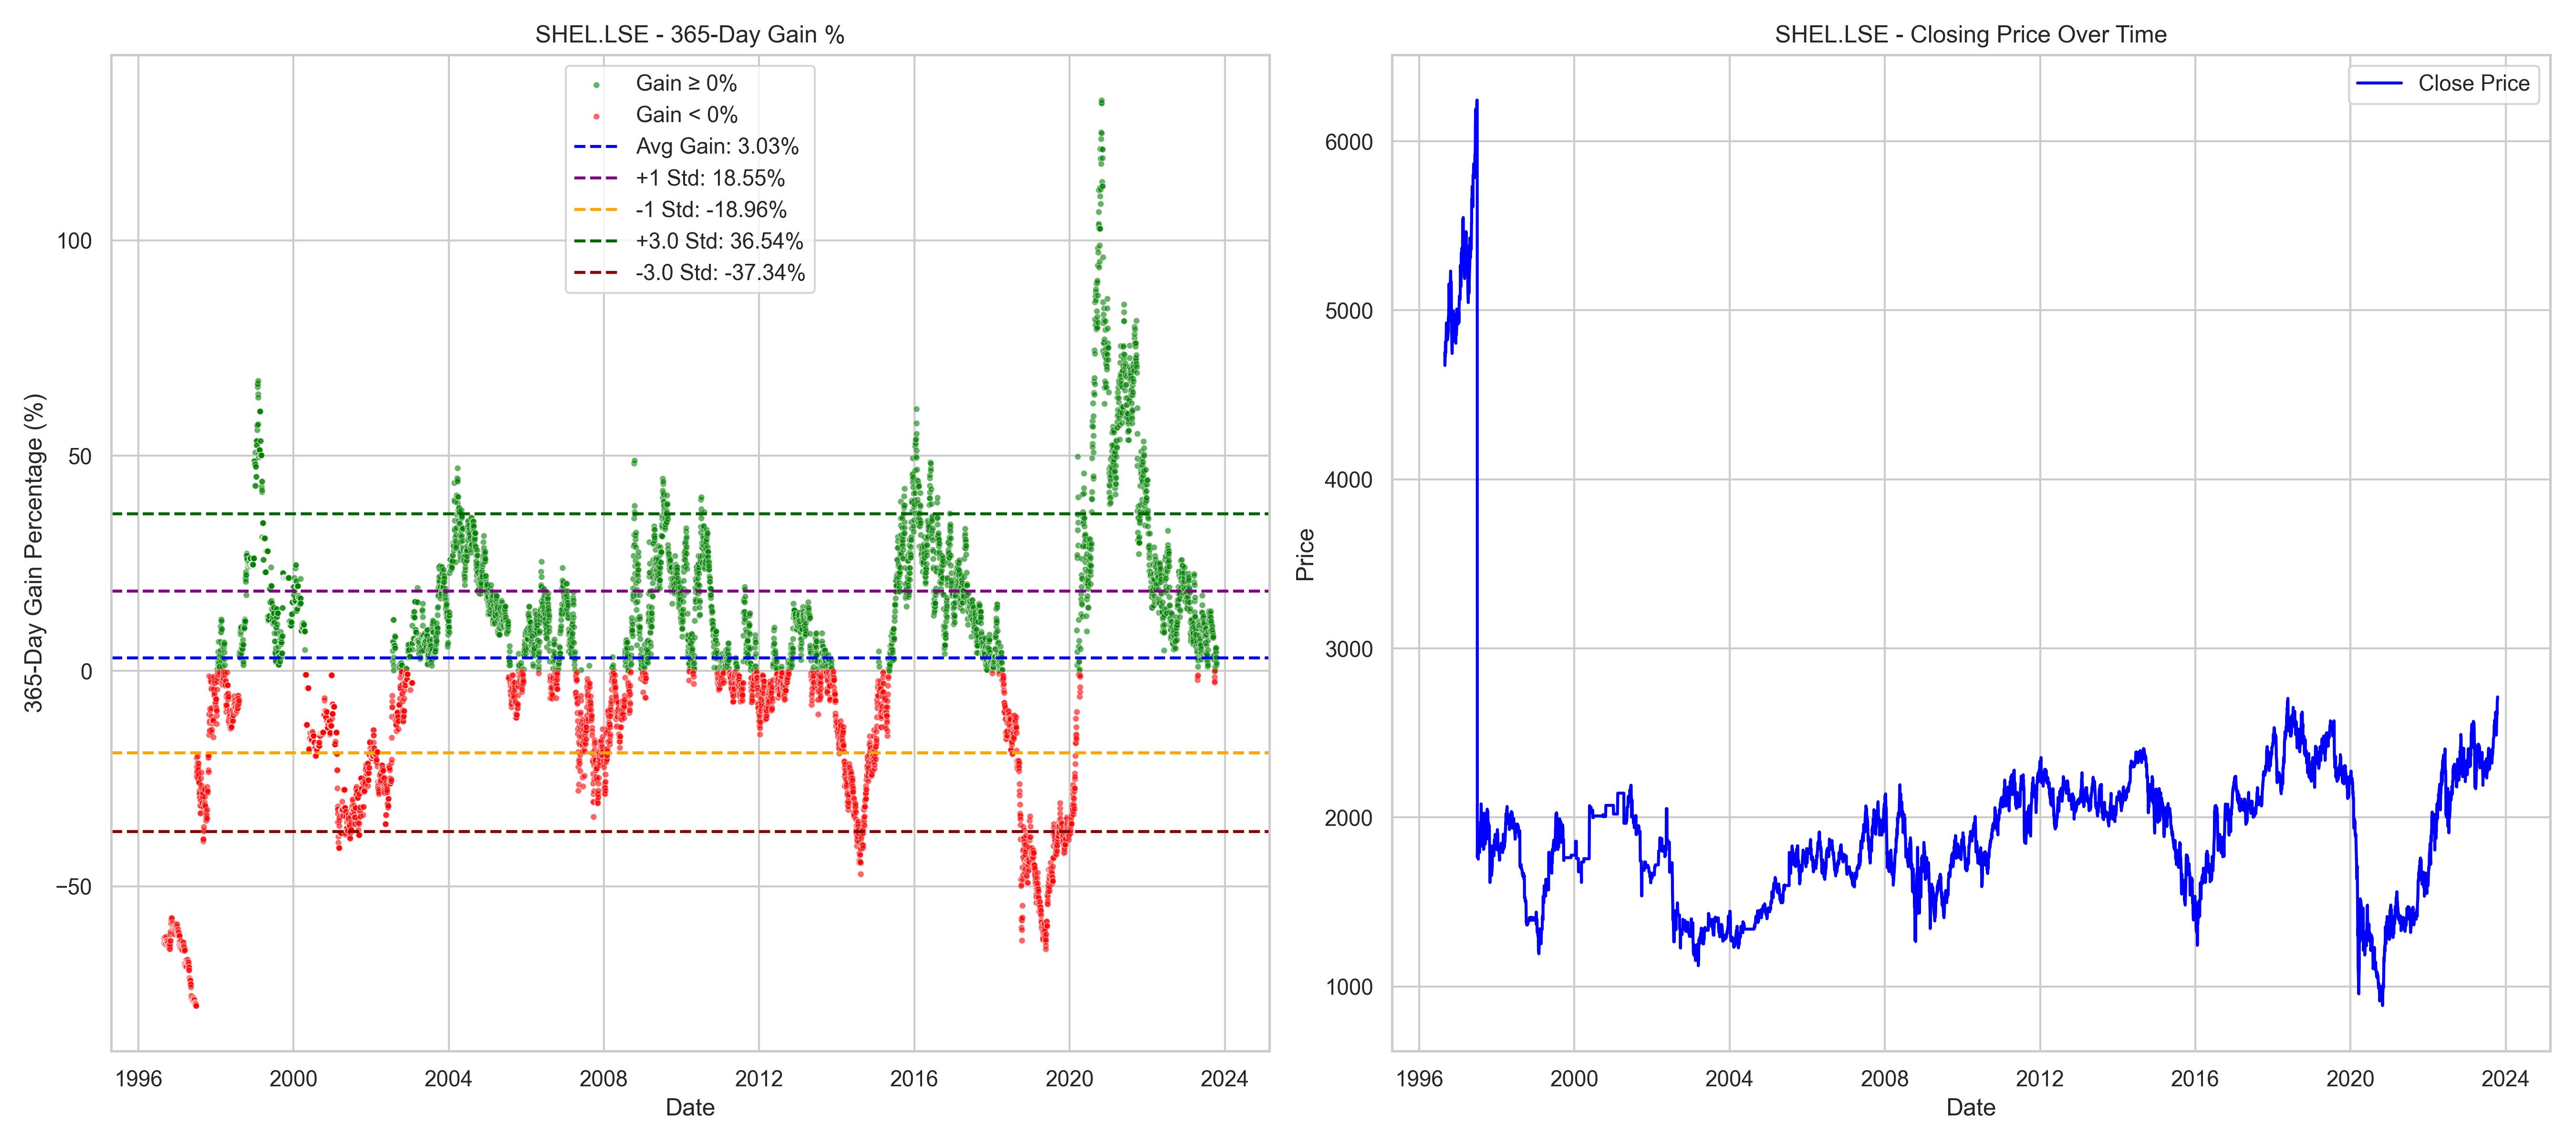 SHEL.LSE - 365-Day Gain %
Gain ≥ 0%
Gain < 0%
Avg Gain: 3.03%
+1 Std: 18.55%
-1 Std: -18.96%
+3.0 Std: 36.54%
-3.0 Std: -37.34%
365-Day Gain Percentage (%)
100
50
0
−50
1996
2000
2004
2008
2012
2016
2020
2024
Date
SHEL.LSE - Closing Price Over Time
Close Price
Price
6000
5000
4000
3000
2000
1000
1996
2000
2004
2008
2012
2016
2020
2024
Date